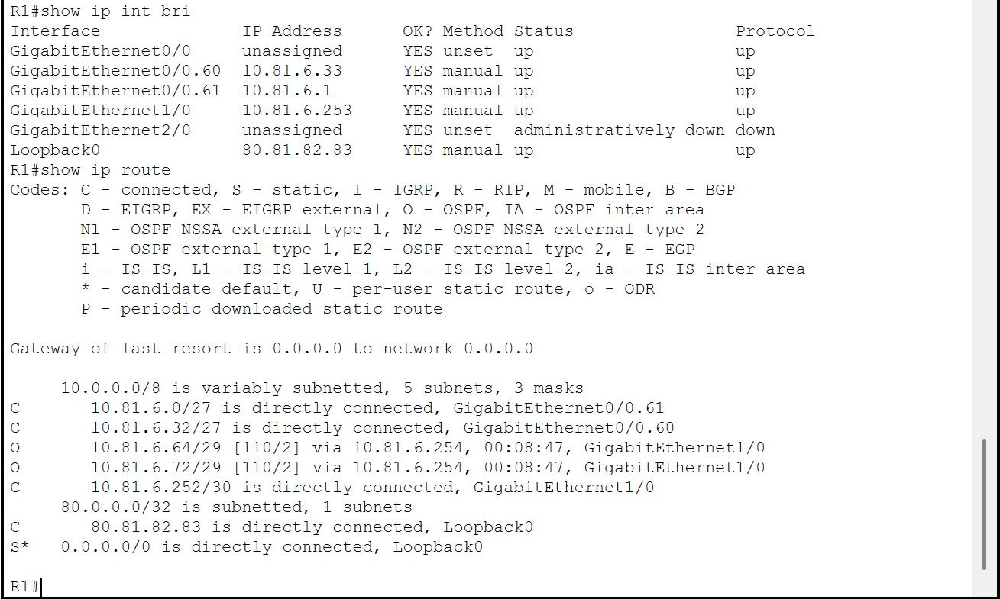 R1#show ip int bri
Interface              IP-Address      OK? Method Status                Protocol
GigabitEthernet0/0     unassigned      YES unset  up                    up
GigabitEthernet0/0.60  10.81.6.33      YES manual up                    up
GigabitEthernet0/0.61  10.81.6.1       YES manual up                    up
GigabitEthernet1/0     10.81.6.253     YES manual up                    up
GigabitEthernet2/0     unassigned      YES unset  administratively down down
Loopback0              80.81.82.83     YES manual up                    up
R1#show ip route
Codes: C - connected, S - static, I - IGRP, R - RIP, M - mobile, B - BGP
       D - EIGRP, EX - EIGRP external, O - OSPF, IA - OSPF inter area
       N1 - OSPF NSSA external type 1, N2 - OSPF NSSA external type 2
       E1 - OSPF external type 1, E2 - OSPF external type 2, E - EGP
       i - IS-IS, L1 - IS-IS level-1, L2 - IS-IS level-2, ia - IS-IS inter area
       * - candidate default, U - per-user static route, o - ODR
       P - periodic downloaded static route

Gateway of last resort is 0.0.0.0 to network 0.0.0.0

     10.0.0.0/8 is variably subnetted, 5 subnets, 3 masks
C       10.81.6.0/27 is directly connected, GigabitEthernet0/0.61
C       10.81.6.32/27 is directly connected, GigabitEthernet0/0.60
O       10.81.6.64/29 [110/2] via 10.81.6.254, 00:08:47, GigabitEthernet1/0
O       10.81.6.72/29 [110/2] via 10.81.6.254, 00:08:47, GigabitEthernet1/0
C       10.81.6.252/30 is directly connected, GigabitEthernet1/0
     80.0.0.0/32 is subnetted, 1 subnets
C       80.81.82.83 is directly connected, Loopback0
S*   0.0.0.0/0 is directly connected, Loopback0

R1#